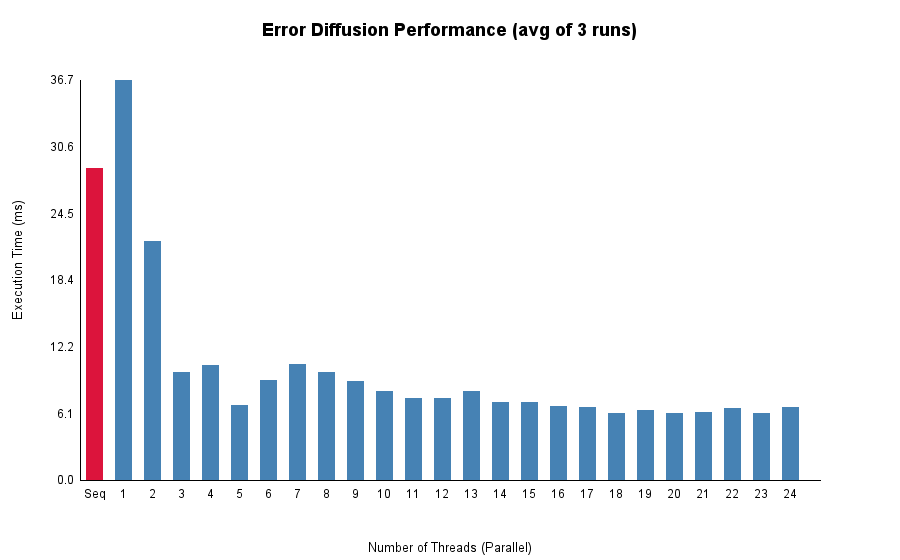 Error Diffusion Performance (avg of 3 runs)
36.7
30.6
24.5
18.4
12.2
6.1
0.0
Execution Time (ms)
Seq 1 2 3 4 5 6 7 8 9 10 11 12 13 14 15 16 17 18 19 20 21 22 23 24
Number of Threads (Parallel)